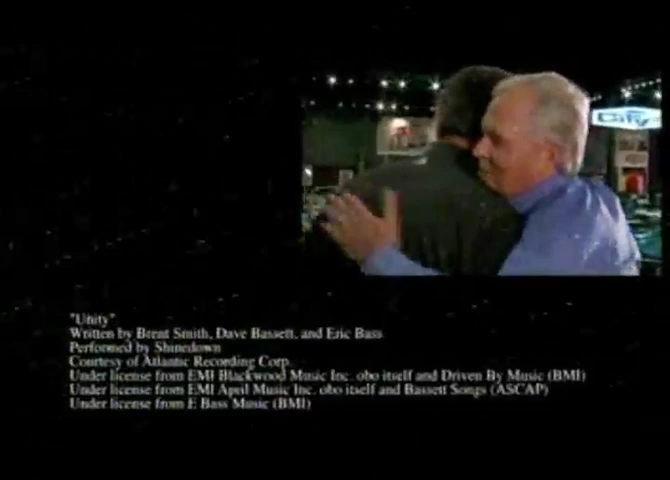 "Unity"
Written by Brent Smith, Dave Bassett, and Eric Bass
Performed by Shinedown
Courtesy of Atlantic Recording Corp.
Under license from EMI Blackwood Music Inc. obo itself and Driven By Music (BMI)
Under license from EMI April Music Inc. obo itself and Bassett Songs (ASCAP)
Under license from E Bass Music (BMI)